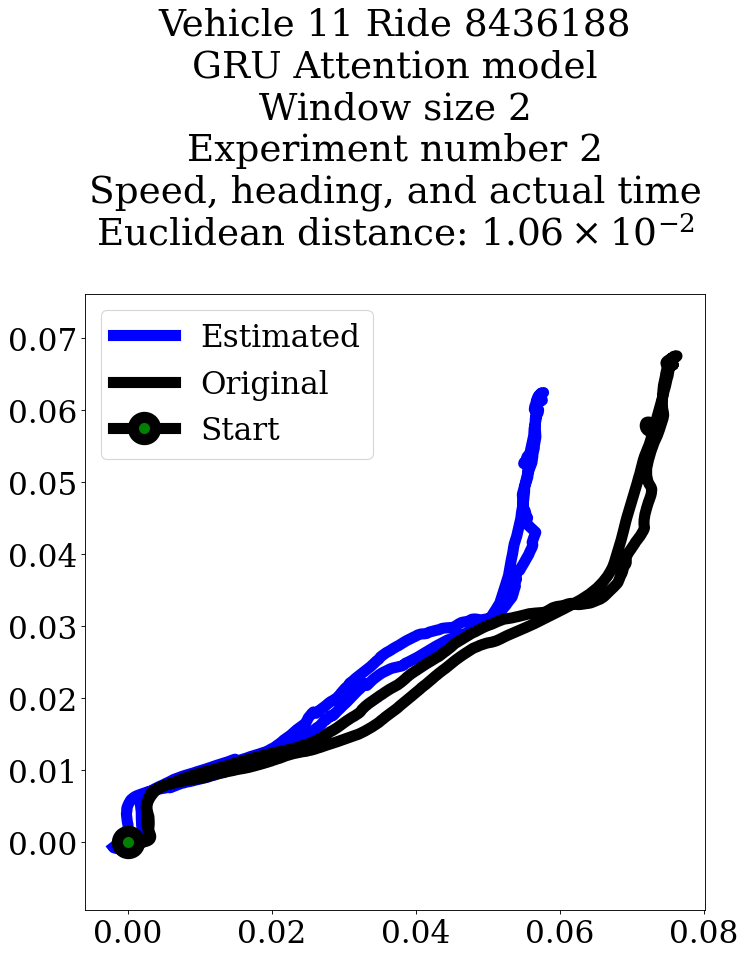 Vehicle 11 Ride 8436188
GRU Attention model
Window size 2
Experiment number 2
Speed, heading, and actual time
Euclidean distance: 1.06 × 10⁻²
Estimated
Original
Start
0.07
0.06
0.05
0.04
0.03
0.02
0.01
0.00
0.00 0.02 0.04 0.06 0.08